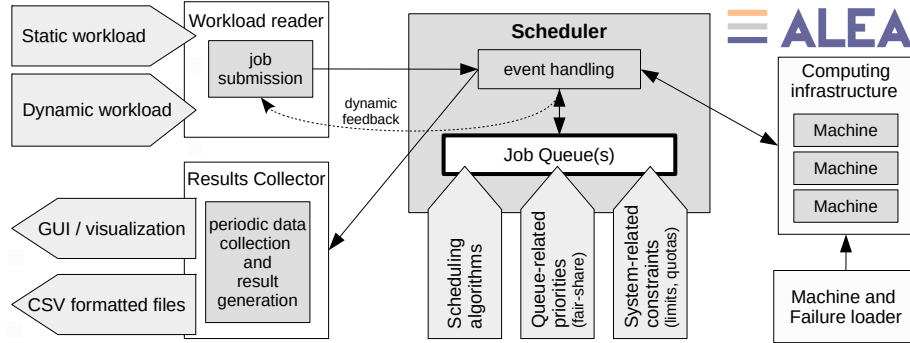 Static workload
Dynamic workload
Workload reader
job
submission
dynamic
feedback
Scheduler
event handling
Job Queue(s)
Scheduling
algorithms
Queue-related
priorities
(fair-share)
System-related
constraints
(limits, quotas)
ALEA
Computing
infrastructure
Machine
Machine
Machine
Machine and
Failure loader
Results Collector
periodic data
collection
and
result
generation
GUI / visualization
CSV formatted files